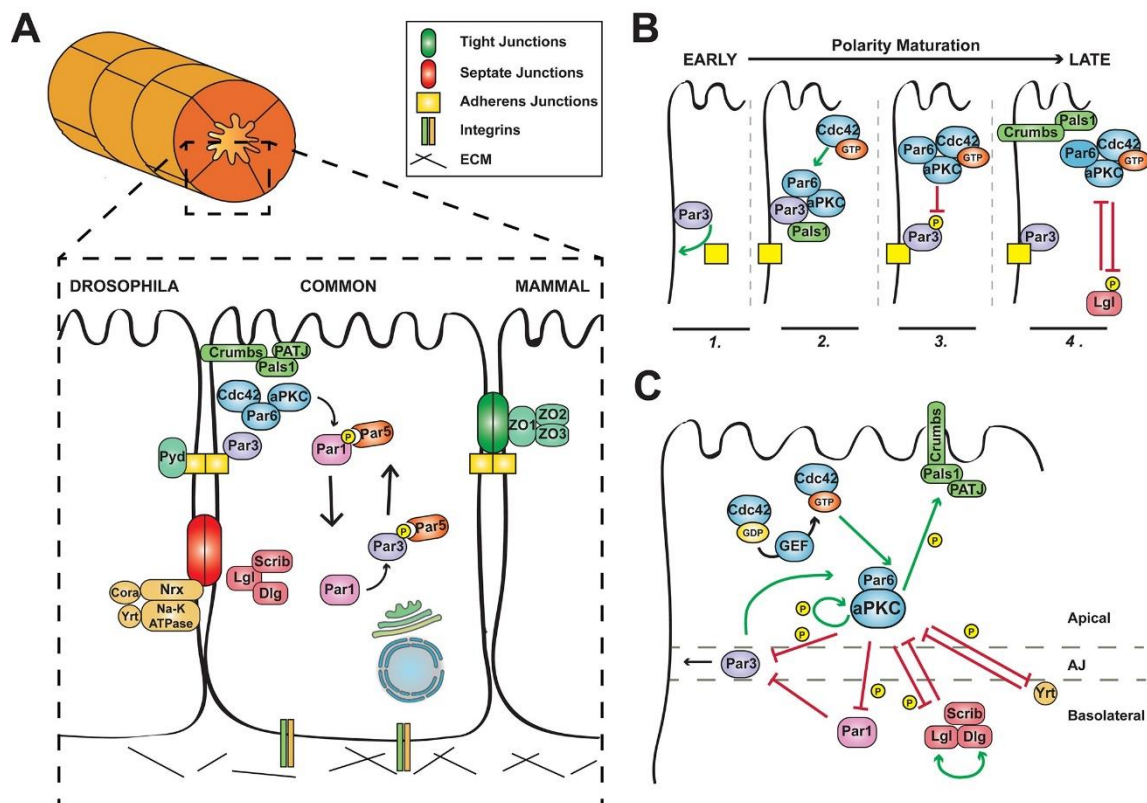 A
Tight Junctions
Septate Junctions
Adherens Junctions
Integrins
ECM
DROSOPHILA
COMMON
MAMMAL
Crumbs
PATJ
Pals1
Cdc42
aPKC
Par6
Par3
Pyd
Par1
P
Par5
ZO1
ZO2
ZO3
P
Par5
Par3
Par1
Scrib
Lgl
Dlg
Cora
Nrx
Yrt
Na-K
ATPase
B
Polarity Maturation
EARLY
LATE
Par3
Cdc42
GTP
Par6
aPKC
Par3
Pals1
Par6
Cdc42
GTP
aPKC
P
Par3
Pals1
Crumbs
Par6
Cdc42
GTP
aPKC
Par3
P
Lgl
1.
2.
3.
4.
C
Crumbs
Pals1
PATJ
Cdc42
GTP
Cdc42
GDP
GEF
P
Par6
aPKC
P
P
P
Apical
Par3
AJ
P
P
Yrt
Basolateral
Par1
Scrib
Lgl
Dlg